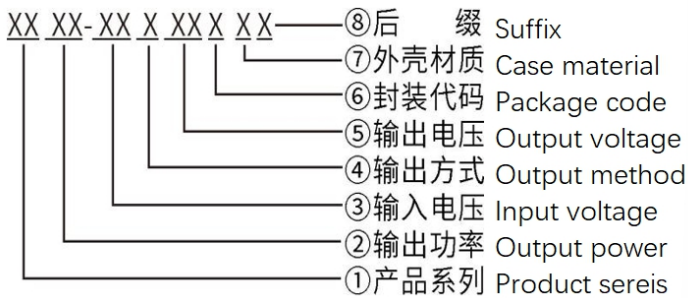 XX XX-XX X XX X XX
⑧后 缀 Suffix
⑦外壳材质 Case material
⑥封装代码 Package code
⑤输出电压 Output voltage
④输出方式 Output method
③输入电压 Input voltage
②输出功率 Output power
①产品系列 Product sereis